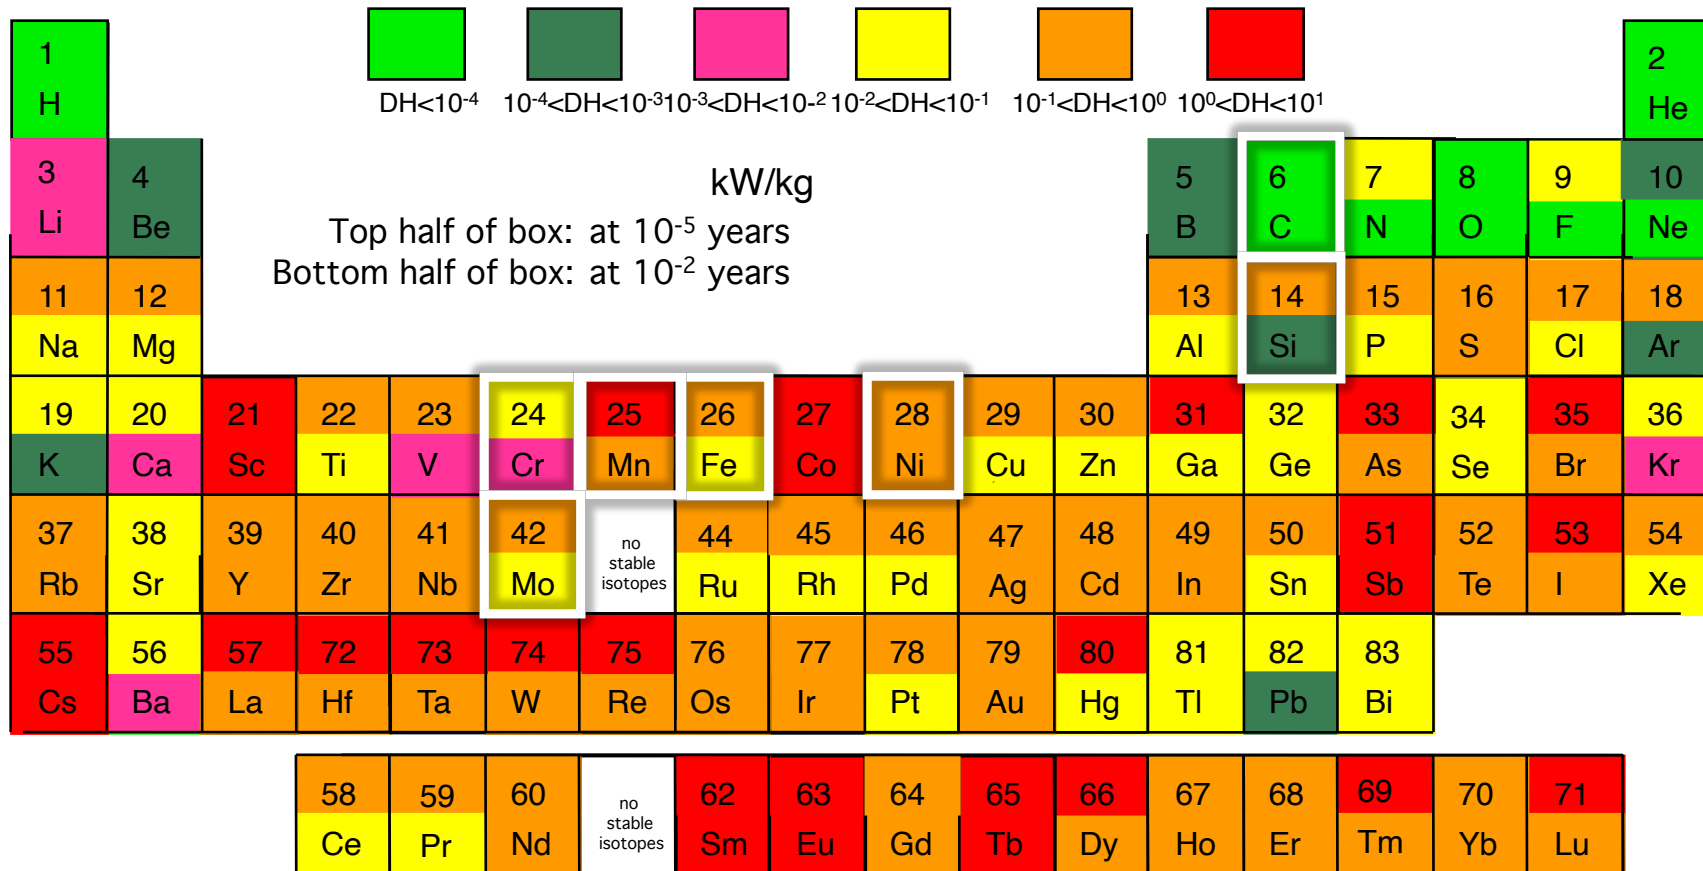 DH<10⁻⁴ 10⁻⁴<DH<10⁻³ 10⁻³<DH<10⁻² 10⁻²<DH<10⁻¹ 10⁻¹<DH<10⁰ 10⁰<DH<10¹
kW/kg
Top half of box: at 10⁻⁵ years
Bottom half of box: at 10⁻² years
1 2
H He
3 4 5 6 7 8 9 10
Li Be B C N O F Ne
11 12 13 14 15 16 17 18
Na Mg Al Si P S Cl Ar
19 20 21 22 23 24 25 26 27 28 29 30 31 32 33 34 35 36
K Ca Sc Ti V Cr Mn Fe Co Ni Cu Zn Ga Ge As Se Br Kr
37 38 39 40 41 42 no stable isotopes 44 45 46 47 48 49 50 51 52 53 54
Rb Sr Y Zr Nb Mo Ru Rh Pd Ag Cd In Sn Sb Te I Xe
55 56 57 72 73 74 75 76 77 78 79 80 81 82 83
Cs Ba La Hf Ta W Re Os Ir Pt Au Hg Tl Pb Bi
58 59 60 no stable isotopes 62 63 64 65 66 67 68 69 70 71
Ce Pr Nd Sm Eu Gd Tb Dy Ho Er Tm Yb Lu